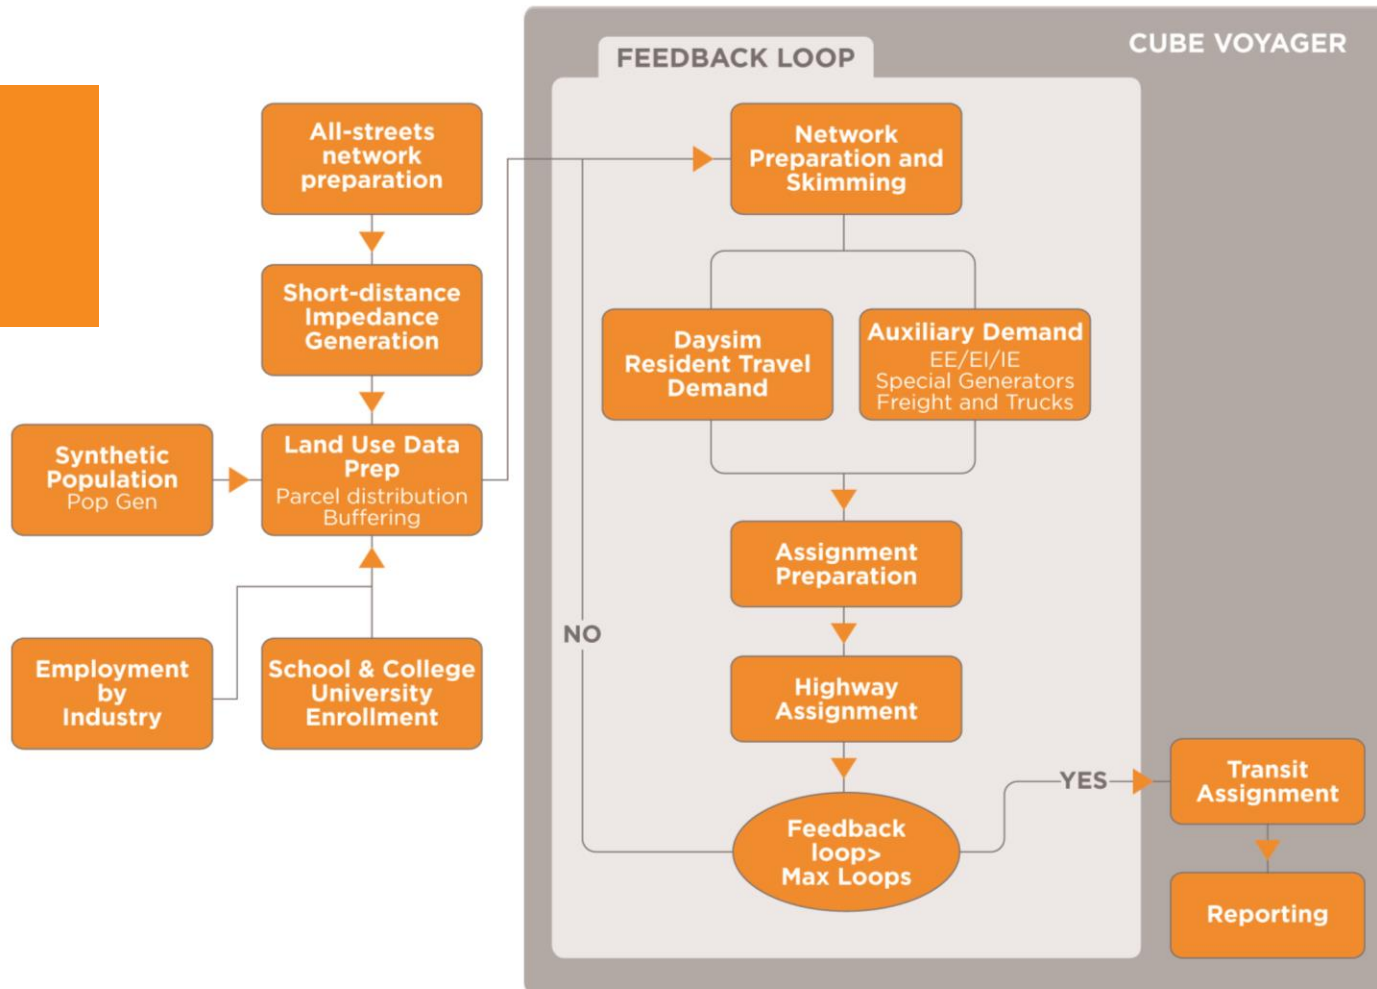 CUBE VOYAGER
FEEDBACK LOOP
All-streets
network
preparation
Short-distance
Impedance
Generation
Synthetic
Population
Pop Gen
Land Use Data
Prep
Parcel distribution
Buffering
Employment
by
Industry
School & College
University
Enrollment
Network
Preparation and
Skimming
Daysim
Resident Travel
Demand
Auxiliary Demand
EE/EI/IE
Special Generators
Freight and Trucks
Assignment
Preparation
NO
Highway
Assignment
Feedback
loop>
Max Loops
YES
Transit
Assignment
Reporting